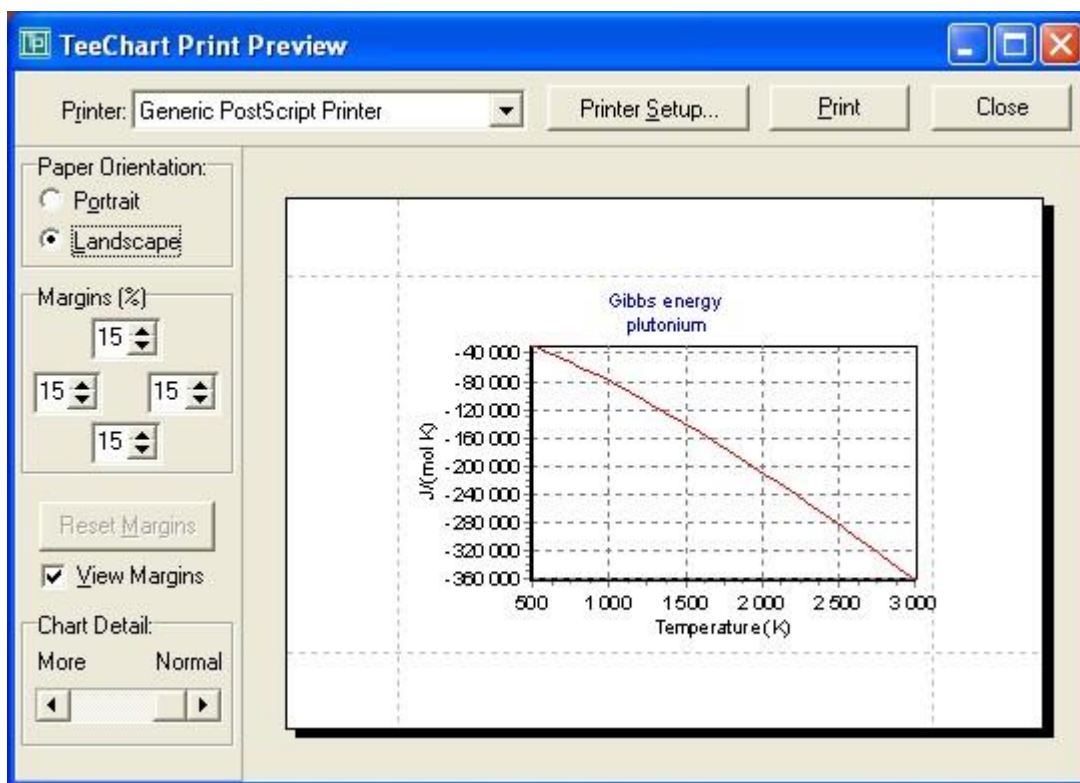 TeeChart Print Preview
Printer: Generic PostScript Printer
Printer Setup...
Print
Close
Paper Orientation:
Portrait
Landscape
Margins (%)
15
15 15
15
Reset Margins
View Margins
Chart Detail:
More Normal
Gibbs energy
plutonium
J/(mol K)
-40 000
-80 000
-120 000
-160 000
-200 000
-240 000
-280 000
-320 000
-360 000
500 1 000 1 500 2 000 2 500 3 000
Temperature (K)